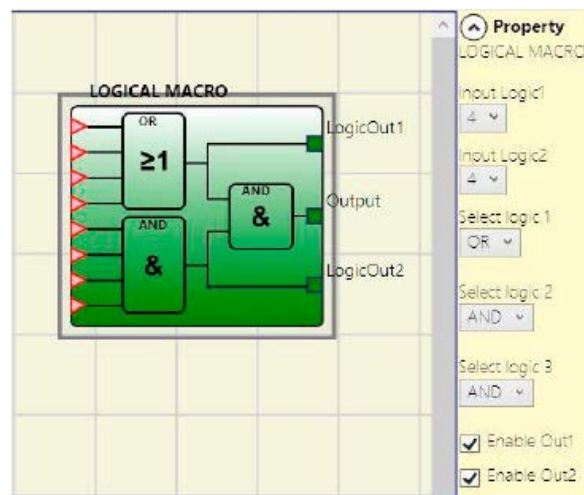 LOGICAL MACRO
OR
≥1
AND
&
AND
&
LogicOut1
Output
LogicOut2
Property
LOGICAL MACRO
Input Logic1
4
Input Logic2
4
Select logic 1
OR
Select logic 2
AND
Select logic 3
AND
Enable Out1
Enable Out2